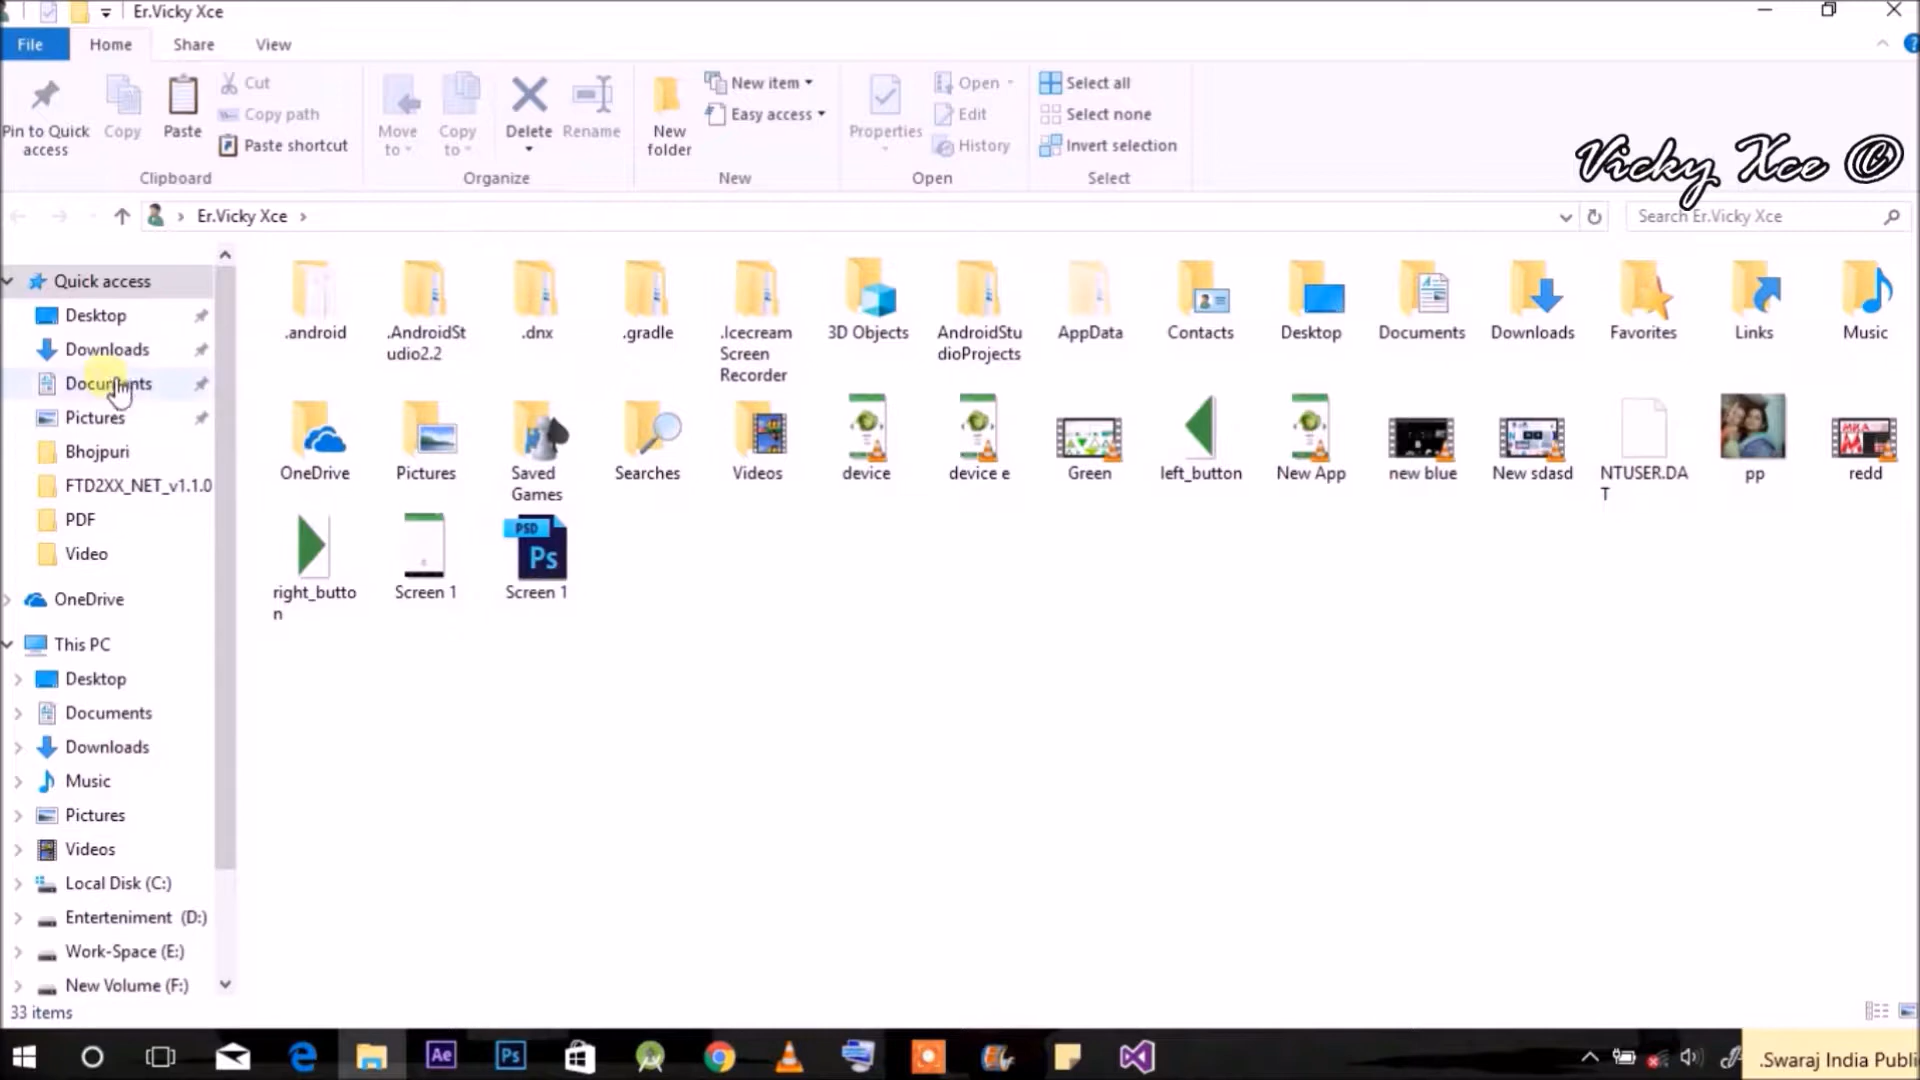 Er.Vicky Xce
File Home Share View
Pin to Quick access
Copy
Paste
Cut
Copy path
Paste shortcut
Clipboard
Move to
Copy to
Delete
Rename
Organize
New folder
New item
Easy access
New
Properties
Open
Edit
History
Open
Select all
Select none
Invert selection
Select
Vicky Xce ©
Er.Vicky Xce
Search Er.Vicky Xce
Quick access
Desktop
Downloads
Documents
Pictures
Bhojpuri
FTD2XX_NET_v1.1.0
PDF
Video
OneDrive
This PC
Desktop
Documents
Downloads
Music
Pictures
Videos
Local Disk (C:)
Enterteniment (D:)
Work-Space (E:)
New Volume (F:)
.android
.AndroidSt
udio2.2
.dnx
.gradle
.Icecream
Screen
Recorder
3D Objects
AndroidStu
dioProjects
AppData
Contacts
Desktop
Documents
Downloads
Favorites
Links
Music
OneDrive
Pictures
Saved
Games
Searches
Videos
device
device e
Green
left_button
New App
new blue
New sdasd
NTUSER.DA
T
pp
redd
right_butto
n
Screen 1
PSD
Ps
Screen 1
33 items
Ae
Ps
.Swaraj India Publi